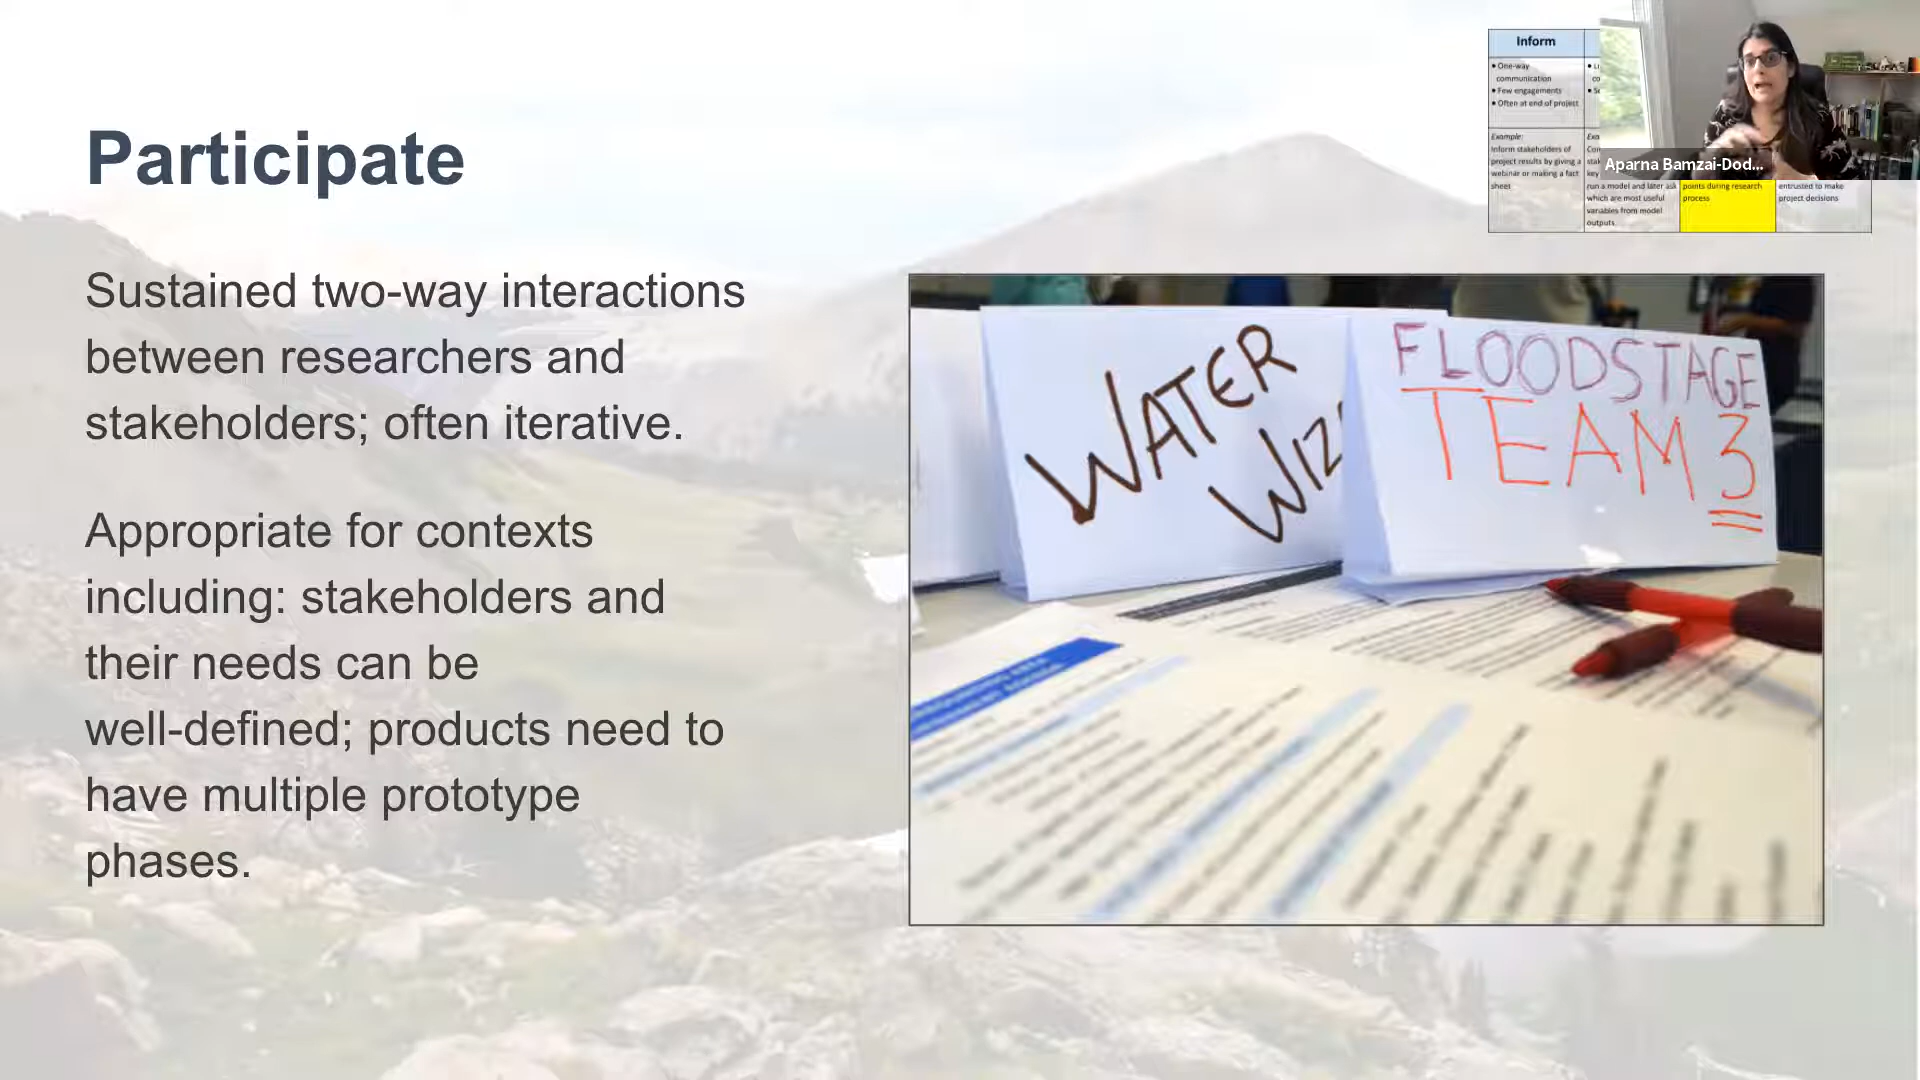 Participate
Sustained two-way interactions
between researchers and
stakeholders; often iterative.
Appropriate for contexts
including: stakeholders and
their needs can be
well-defined; products need to
have multiple prototype
phases.
Inform
• One-way
communication
• Few engagements
• Often at end of project
Example:
Inform stakeholders of
project results by giving a
webinar or making a fact
sheet
key
run a model and later ask
which are most useful
variables from model
outputs
points during research
process
entrusted to make
project decisions
Aparna Bamzai-Dod...
WATER
FLOODSTAGE
TEAM 3